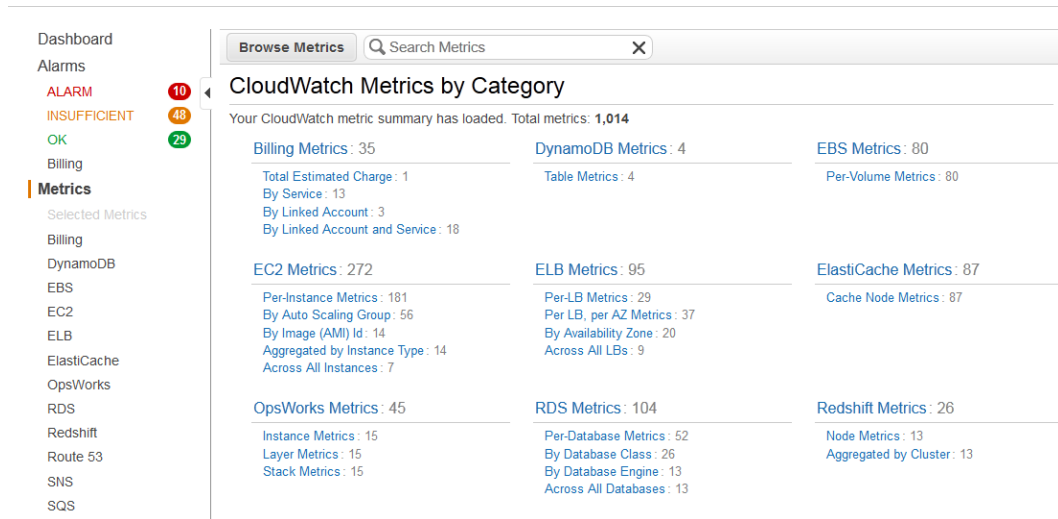 Dashboard
Alarms
ALARM 10
INSUFFICIENT 48
OK 29
Billing
Metrics
Selected Metrics
Billing
DynamoDB
EBS
EC2
ELB
ElastiCache
OpsWorks
RDS
Redshift
Route 53
SNS
SQS
Browse Metrics Search Metrics
CloudWatch Metrics by Category
Your CloudWatch metric summary has loaded. Total metrics: 1,014
Billing Metrics: 35
Total Estimated Charge: 1
By Service: 13
By Linked Account: 3
By Linked Account and Service: 18
DynamoDB Metrics: 4
Table Metrics: 4
EBS Metrics: 80
Per-Volume Metrics: 80
EC2 Metrics: 272
Per-Instance Metrics: 181
By Auto Scaling Group: 56
By Image (AMI) Id: 14
Aggregated by Instance Type: 14
Across All Instances: 7
ELB Metrics: 95
Per-LB Metrics: 29
Per LB, per AZ Metrics: 37
By Availability Zone: 20
Across All LBs: 9
ElastiCache Metrics: 87
Cache Node Metrics: 87
OpsWorks Metrics: 45
Instance Metrics: 15
Layer Metrics: 15
Stack Metrics: 15
RDS Metrics: 104
Per-Database Metrics: 52
By Database Class: 26
By Database Engine: 13
Across All Databases: 13
Redshift Metrics: 26
Node Metrics: 13
Aggregated by Cluster: 13